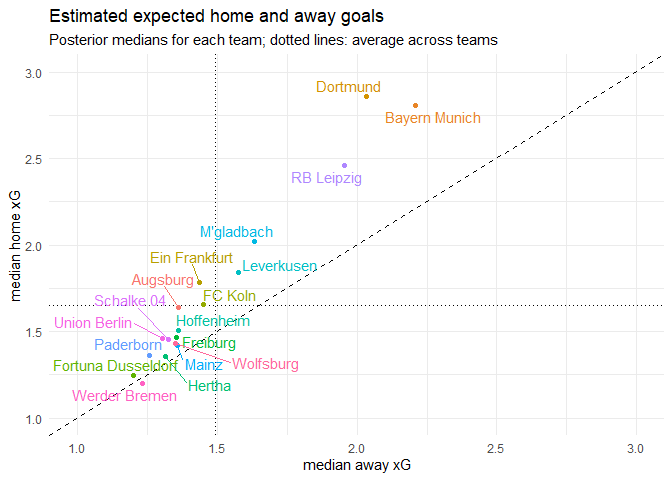 Estimated expected home and away goals
Posterior medians for each team; dotted lines: average across teams
3.0
Dortmund
Bayern Munich
2.5
RB Leipzig
M'gladbach
2.0
Ein Frankfurt
Leverkusen
Augsburg
FC Koln
Schalke 04
Hoffenheim
Union Berlin
1.5
Paderborn
Freiburg
Fortuna Dusseldorf
Mainz
Wolfsburg
Hertha
Werder Bremen
1.0
median home xG
1.0
1.5
2.0
2.5
3.0
median away xG